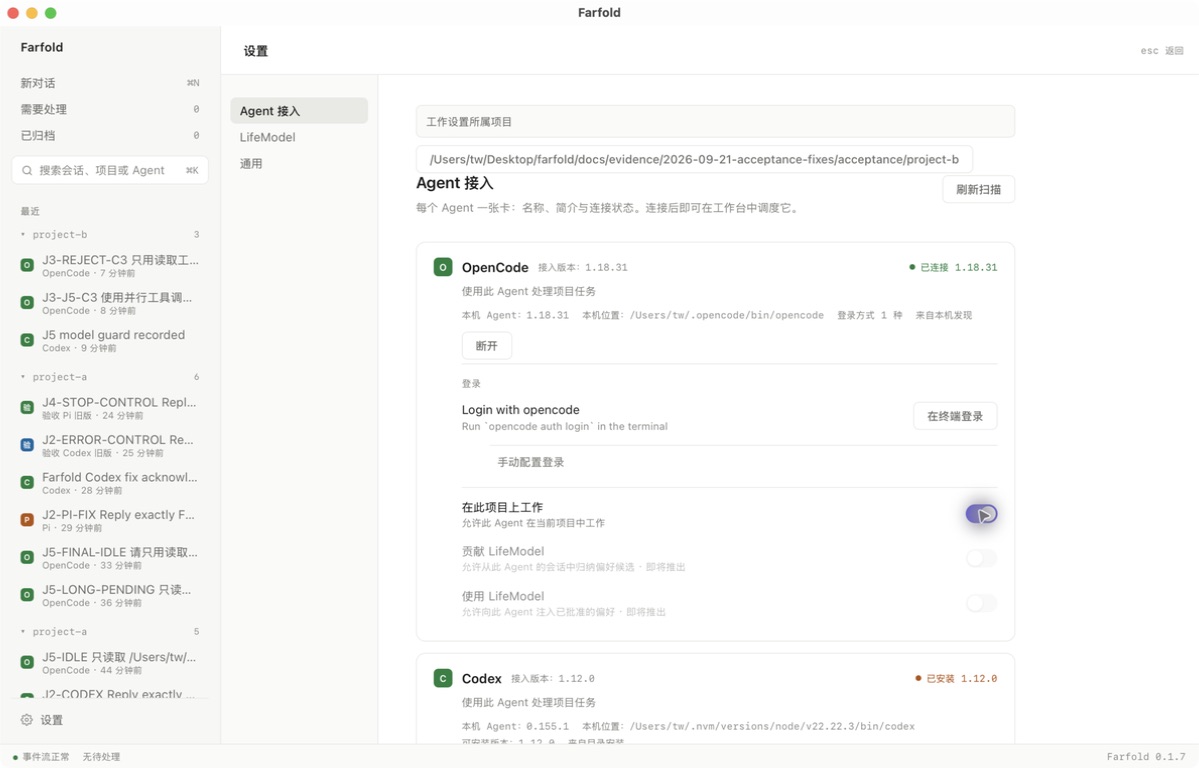 Farfold
Farfold
新对话 ⌘N
需要处理 0
已归档 0
搜索会话、项目或 Agent ⌘K
最近
project-b 3
O J3-REJECT-C3 只用读取工...
OpenCode · 7 分钟前
O J3-J5-C3 使用并行工具调...
OpenCode · 8 分钟前
C J5 model guard recorded
Codex · 9 分钟前
project-a 6
验 J4-STOP-CONTROL Repl...
验收 Pi 旧版 · 24 分钟前
验 J2-ERROR-CONTROL Re...
验收 Codex 旧版 · 25 分钟前
C Farfold Codex fix acknowl...
Codex · 28 分钟前
P J2-PI-FIX Reply exactly F...
Pi · 29 分钟前
O J5-FINAL-IDLE 请只用读取...
OpenCode · 33 分钟前
O J5-LONG-PENDING 只读...
OpenCode · 36 分钟前
project-a 5
O J5-IDLE 只读取 /Users/tw/...
OpenCode · 44 分钟前
J2-CODEX Reply exactly ...
设置
设置
esc 返回
Agent 接入
LifeModel
通用
工作设置所属项目
/Users/tw/Desktop/farfold/docs/evidence/2026-09-21-acceptance-fixes/acceptance/project-b
Agent 接入
刷新扫描
每个 Agent 一张卡：名称、简介与连接状态。连接后即可在工作台中调度它。
O OpenCode 接入版本：1.18.31 已连接 1.18.31
使用此 Agent 处理项目任务
本机 Agent：1.18.31 本机位置：/Users/tw/.opencode/bin/opencode 登录方式 1 种 来自本机发现
断开
登录
Login with opencode
Run `opencode auth login` in the terminal
在终端登录
手动配置登录
在此项目上工作
允许此 Agent 在当前项目中工作
贡献 LifeModel
允许从此 Agent 的会话中归纳偏好候选 · 即将推出
使用 LifeModel
允许向此 Agent 注入已批准的偏好 · 即将推出
C Codex 接入版本：1.12.0 已安装 1.12.0
使用此 Agent 处理项目任务
本机 Agent：0.155.1 本机位置：/Users/tw/.nvm/versions/node/v22.22.3/bin/codex
可安装版本：1.12.0 来自目录安装
事件流正常 无待处理
Farfold 0.1.7